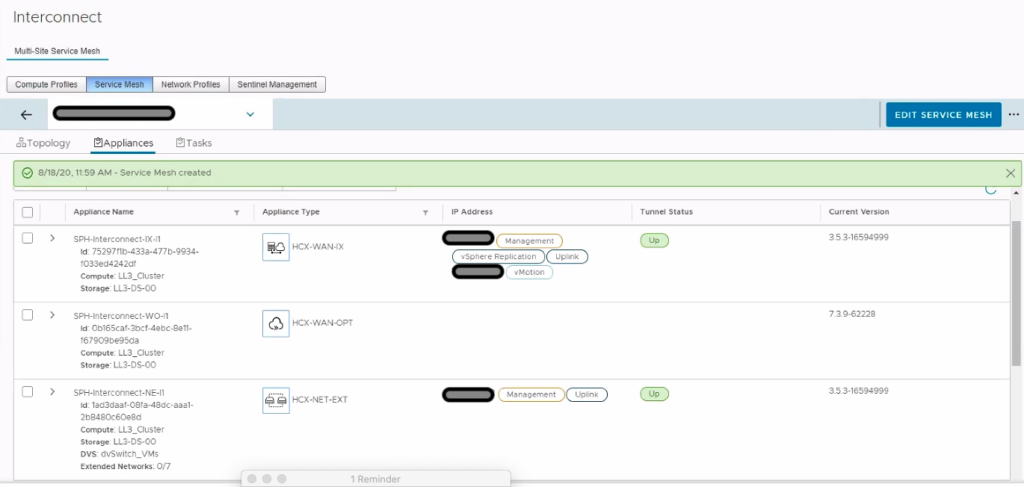 Interconnect
Multi-Site Service Mesh
Compute Profiles Service Mesh Network Profiles Sentinel Management
EDIT SERVICE MESH
Topology Appliances Tasks
8/18/20, 11:59 AM - Service Mesh created
Appliance Name Appliance Type IP Address Tunnel Status Current Version
SPH-Interconnect-IX-I1 HCX-WAN-IX Management Up 3.5.3-16594999
Id: 75297f1b-433a-477b-9934-
f033ed4242df
vSphere Replication Uplink
Compute: LL3_Cluster
vMotion
Storage: LL3-DS-00
SPH-Interconnect-WO-I1 HCX-WAN-OPT 7.3.9-62228
Id: 0b165caf-3bcf-4ebc-8e11-
f67909be95da
Compute: LL3_Cluster
Storage: LL3-DS-00
SPH-Interconnect-NE-I1 HCX-NET-EXT Management Uplink Up 3.5.3-16594999
Id: 1ad3daaf-08fa-48dc-aaa1-
2b8480c60e8d
Compute: LL3_Cluster
Storage: LL3-DS-00
DVS: dvSwitch_VMs
Extended Networks: 0/7
1 Reminder